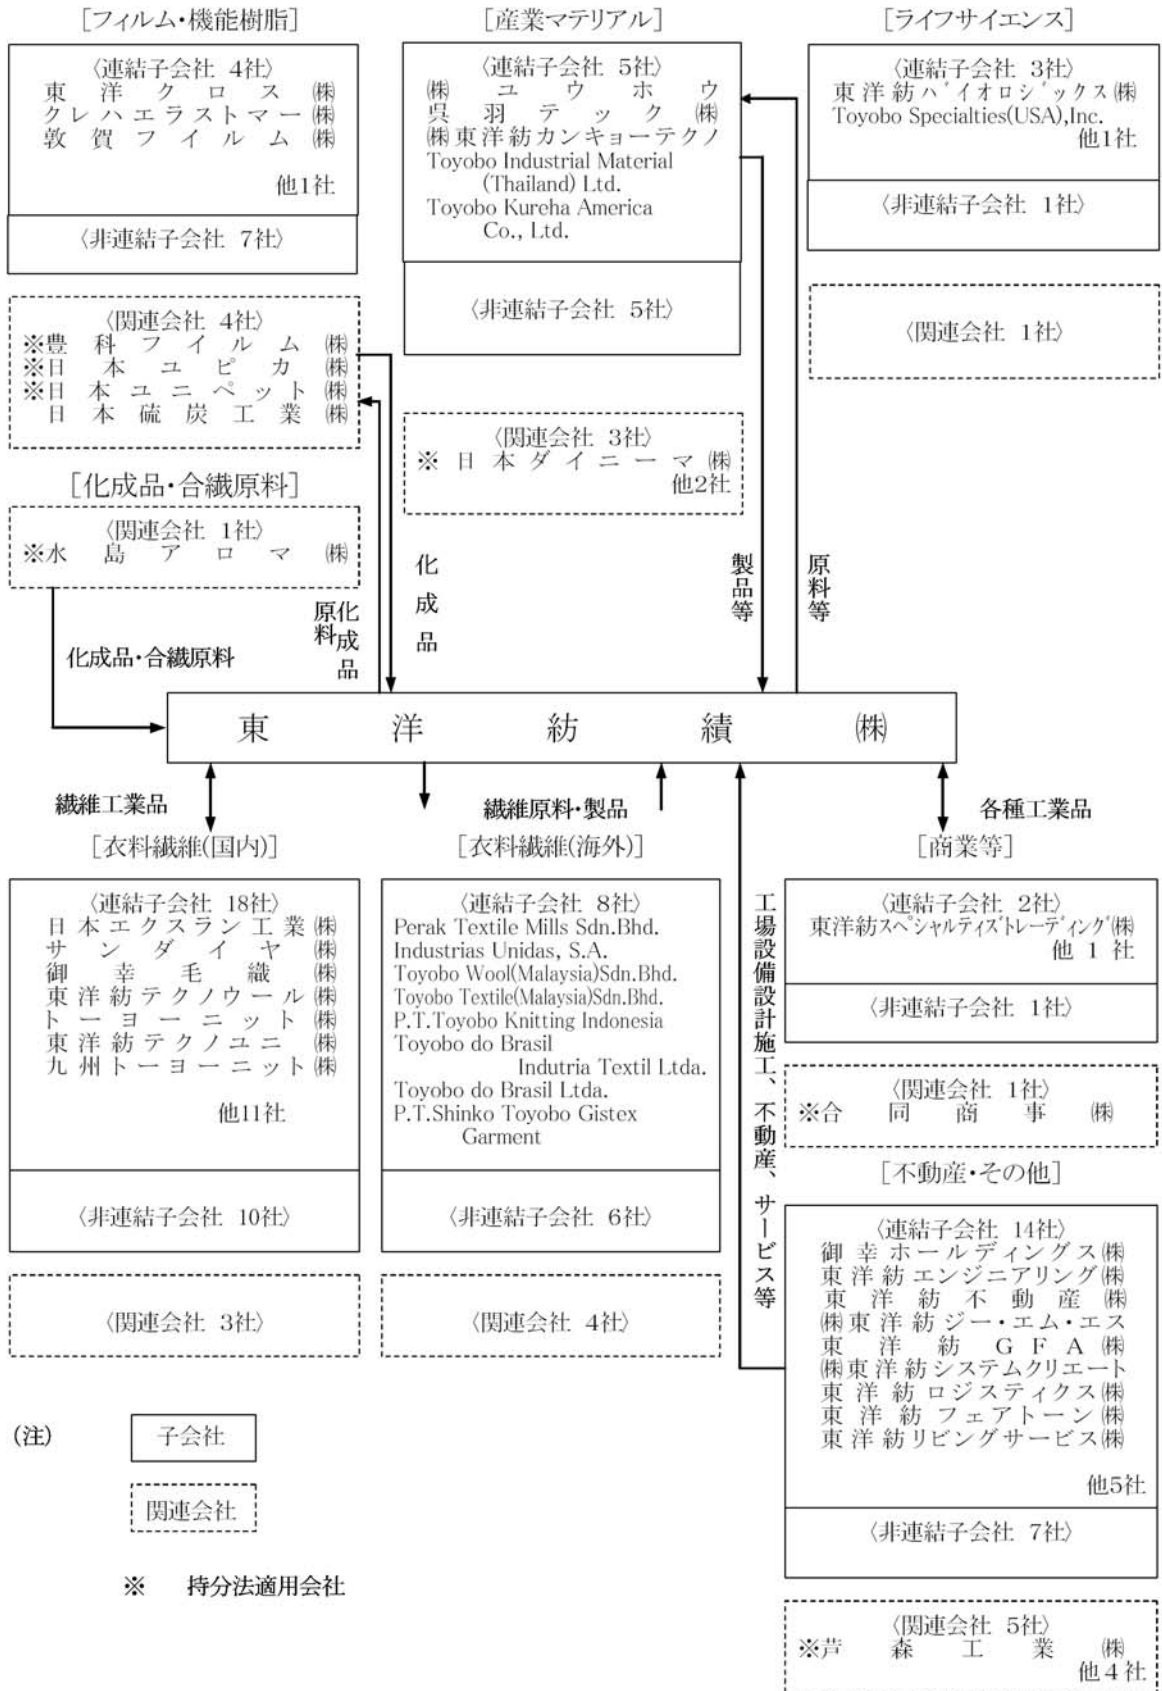 [フィルム・機能樹脂]
〈連結子会社 4社〉
東洋クロス㈱
クレハエラストマー㈱
敦賀フイルム㈱
他1社
〈非連結子会社 7社〉
〈関連会社 4社〉
※豊科フイルム㈱
※日本ユピカ㈱
※日本ユニペット㈱
日本硫炭工業㈱
[化成品・合繊原料]
〈関連会社 1社〉
※水島アロマ㈱
[産業マテリアル]
〈連結子会社 5社〉
㈱ユウホウ
呉羽テック㈱
㈱東洋紡カンキョーテクノ
Toyobo Industrial Material
(Thailand) Ltd.
Toyobo Kureha America
Co., Ltd.
〈非連結子会社 5社〉
〈関連会社 3社〉
※日本ダイニーマ㈱
他2社
[ライフサイエンス]
〈連結子会社 3社〉
東洋紡バイオロジックス㈱
Toyobo Specialties(USA),Inc.
他1社
〈非連結子会社 1社〉
〈関連会社 1社〉
化成品・合繊原料
化成品
原料
化成品
製品等
原料等
東洋紡績㈱
繊維工業品
繊維原料・製品
各種工業品
[衣料繊維(国内)]
〈連結子会社 18社〉
日本エクスラン工業㈱
サンダイヤ㈱
御幸毛織㈱
東洋紡テクノウール㈱
トーヨーニット㈱
東洋紡テクノユニ㈱
九州トーヨーニット㈱
他11社
〈非連結子会社 10社〉
〈関連会社 3社〉
[衣料繊維(海外)]
〈連結子会社 8社〉
Perak Textile Mills Sdn.Bhd.
Industrias Unidas, S.A.
Toyobo Wool(Malaysia)Sdn.Bhd.
Toyobo Textile(Malaysia)Sdn.Bhd.
P.T.Toyobo Knitting Indonesia
Toyobo do Brasil
Indutria Textil Ltda.
Toyobo do Brasil Ltda.
P.T.Shinko Toyobo Gistex
Garment
〈非連結子会社 6社〉
〈関連会社 4社〉
工場設備設計施工、不動産、サービス等
[商業等]
〈連結子会社 2社〉
東洋紡スペシャルティズトレーディング㈱
他1社
〈非連結子会社 1社〉
〈関連会社 1社〉
※合同商事㈱
[不動産・その他]
〈連結子会社 14社〉
御幸ホールディングス㈱
東洋紡エンジニアリング㈱
東洋紡不動産㈱
㈱東洋紡ジー・エム・エス
東洋紡GFA㈱
㈱東洋紡システムクリエート
東洋紡ロジスティクス㈱
東洋紡フェアトーン㈱
東洋紡リビングサービス㈱
他5社
〈非連結子会社 7社〉
〈関連会社 5社〉
※芦森工業㈱
他4社
(注)
子会社
関連会社
※ 持分法適用会社